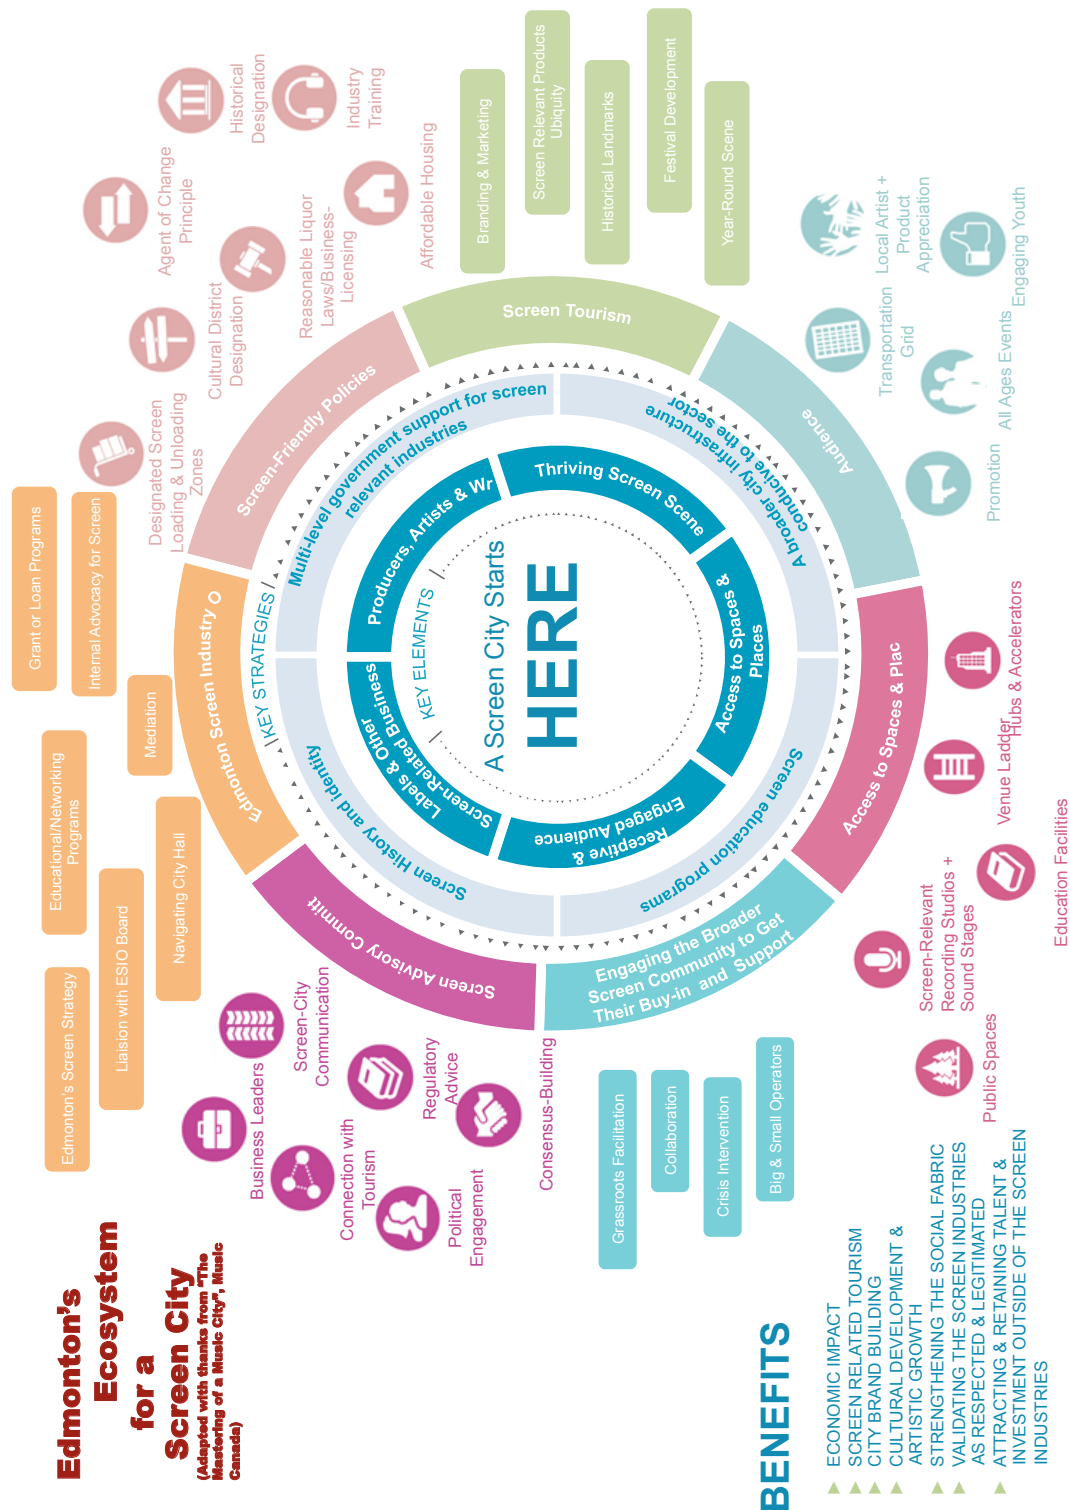 Edmonton's
Ecosystem
for a
Screen City
(Adapted with thanks from "The
Mastering of a Music City", Music
Canada)
Edmonton's Screen Strategy
Liaision with ESIO Board
Educational/Networking
Programs
Navigating City Hall
Mediation
Grant or Loan Programs
Internal Advocacy for Screen
Designated Screen
Loading & Unloading
Zones
Cultural District
Designation
Agent of Change
Principle
Reasonable Liquor
Laws/Business-
Licensing
Historical
Designation
Industry
Training
Affordable Housing
Branding & Marketing
Screen Relevant Products
Ubiquity
Historical Landmarks
Festival Development
Year-Round Scene
Local Artist +
Product
Appreciation
Transportation
Grid
Engaging Youth
All Ages Events
Promotion
Hubs & Accelerators
Venue Ladder
Education Facilities
Screen-Relevant
Recording Studios +
Sound Stages
Public Spaces
Big & Small Operators
Crisis Intervention
Collaboration
Grassroots Facilitation
Consensus-Building
Regulatory
Advice
Political
Engagement
Screen-City
Communication
Connection with
Tourism
Business Leaders
Edmonton Screen Industry O
Screen-Friendly Policies
Screen Tourism
Audience
Access to Spaces & Plac
Engaging the Broader
Screen Community to Get
Their Buy-in and Support
Screen Advisory Committ
KEY STRATEGIES
Multi-level government support for screen
relevant industries
A broader city infrastructure
conducive to the sector
Screen education programs
Screen History and identity
Producers, Artists & Wr
Thriving Screen Scene
Access to Spaces &
Places
Receptive &
Engaged Audience
Labels & Other
Screen-Related Business
KEY ELEMENTS
A Screen City Starts
HERE
BENEFITS
ECONOMIC IMPACT
SCREEN RELATED TOURISM
CITY BRAND BUILDING
CULTURAL DEVELOPMENT &
ARTISTIC GROWTH
STRENGTHENING THE SOCIAL FABRIC
VALIDATING THE SCREEN INDUSTRIES
AS RESPECTED & LEGITIMATED
ATTRACTING & RETAINING TALENT &
INVESTMENT OUTSIDE OF THE SCREEN
INDUSTRIES